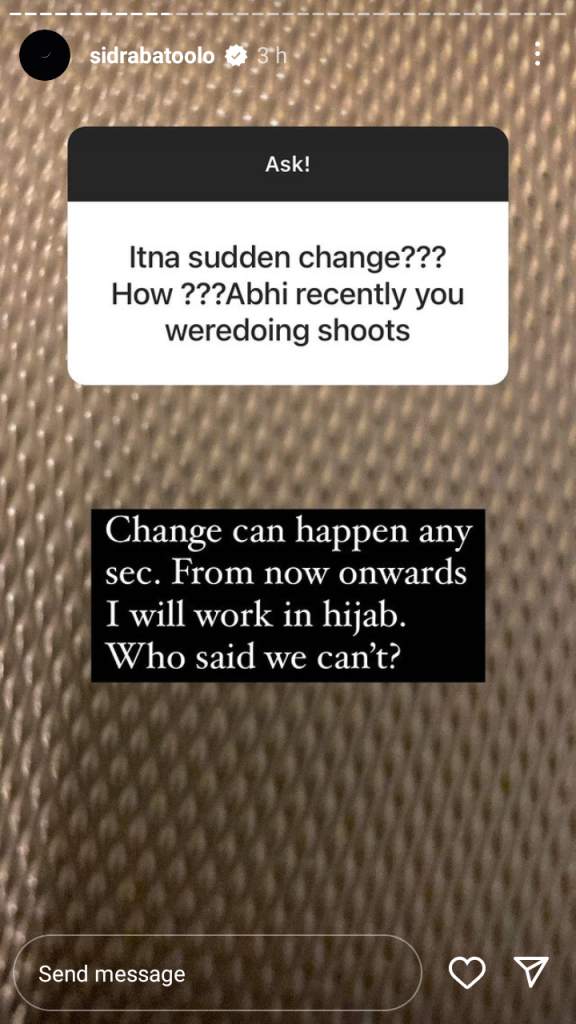 sidrabatoolo 3 h
Ask!
Itna sudden change???
How ???Abhi recently you
weredoing shoots
Change can happen any
sec. From now onwards
I will work in hijab.
Who said we can't?
Send message